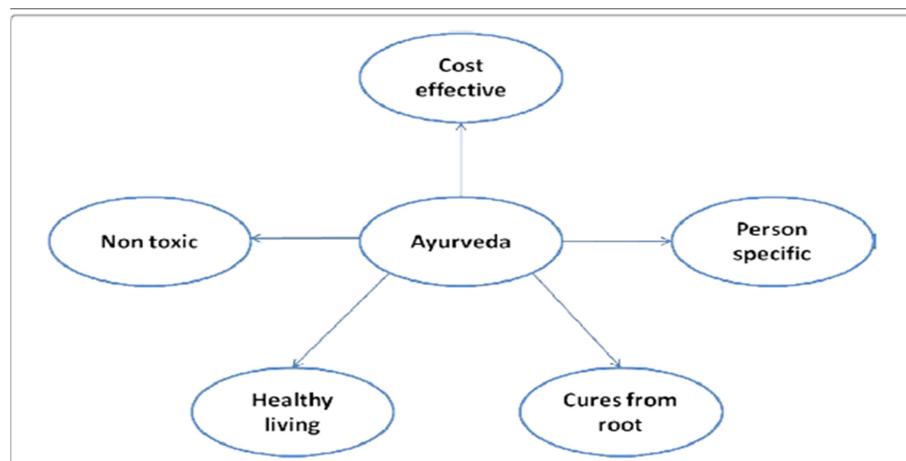 Cost
effective
Non toxic
Ayurveda
Person
specific
Healthy
living
Cures from
root